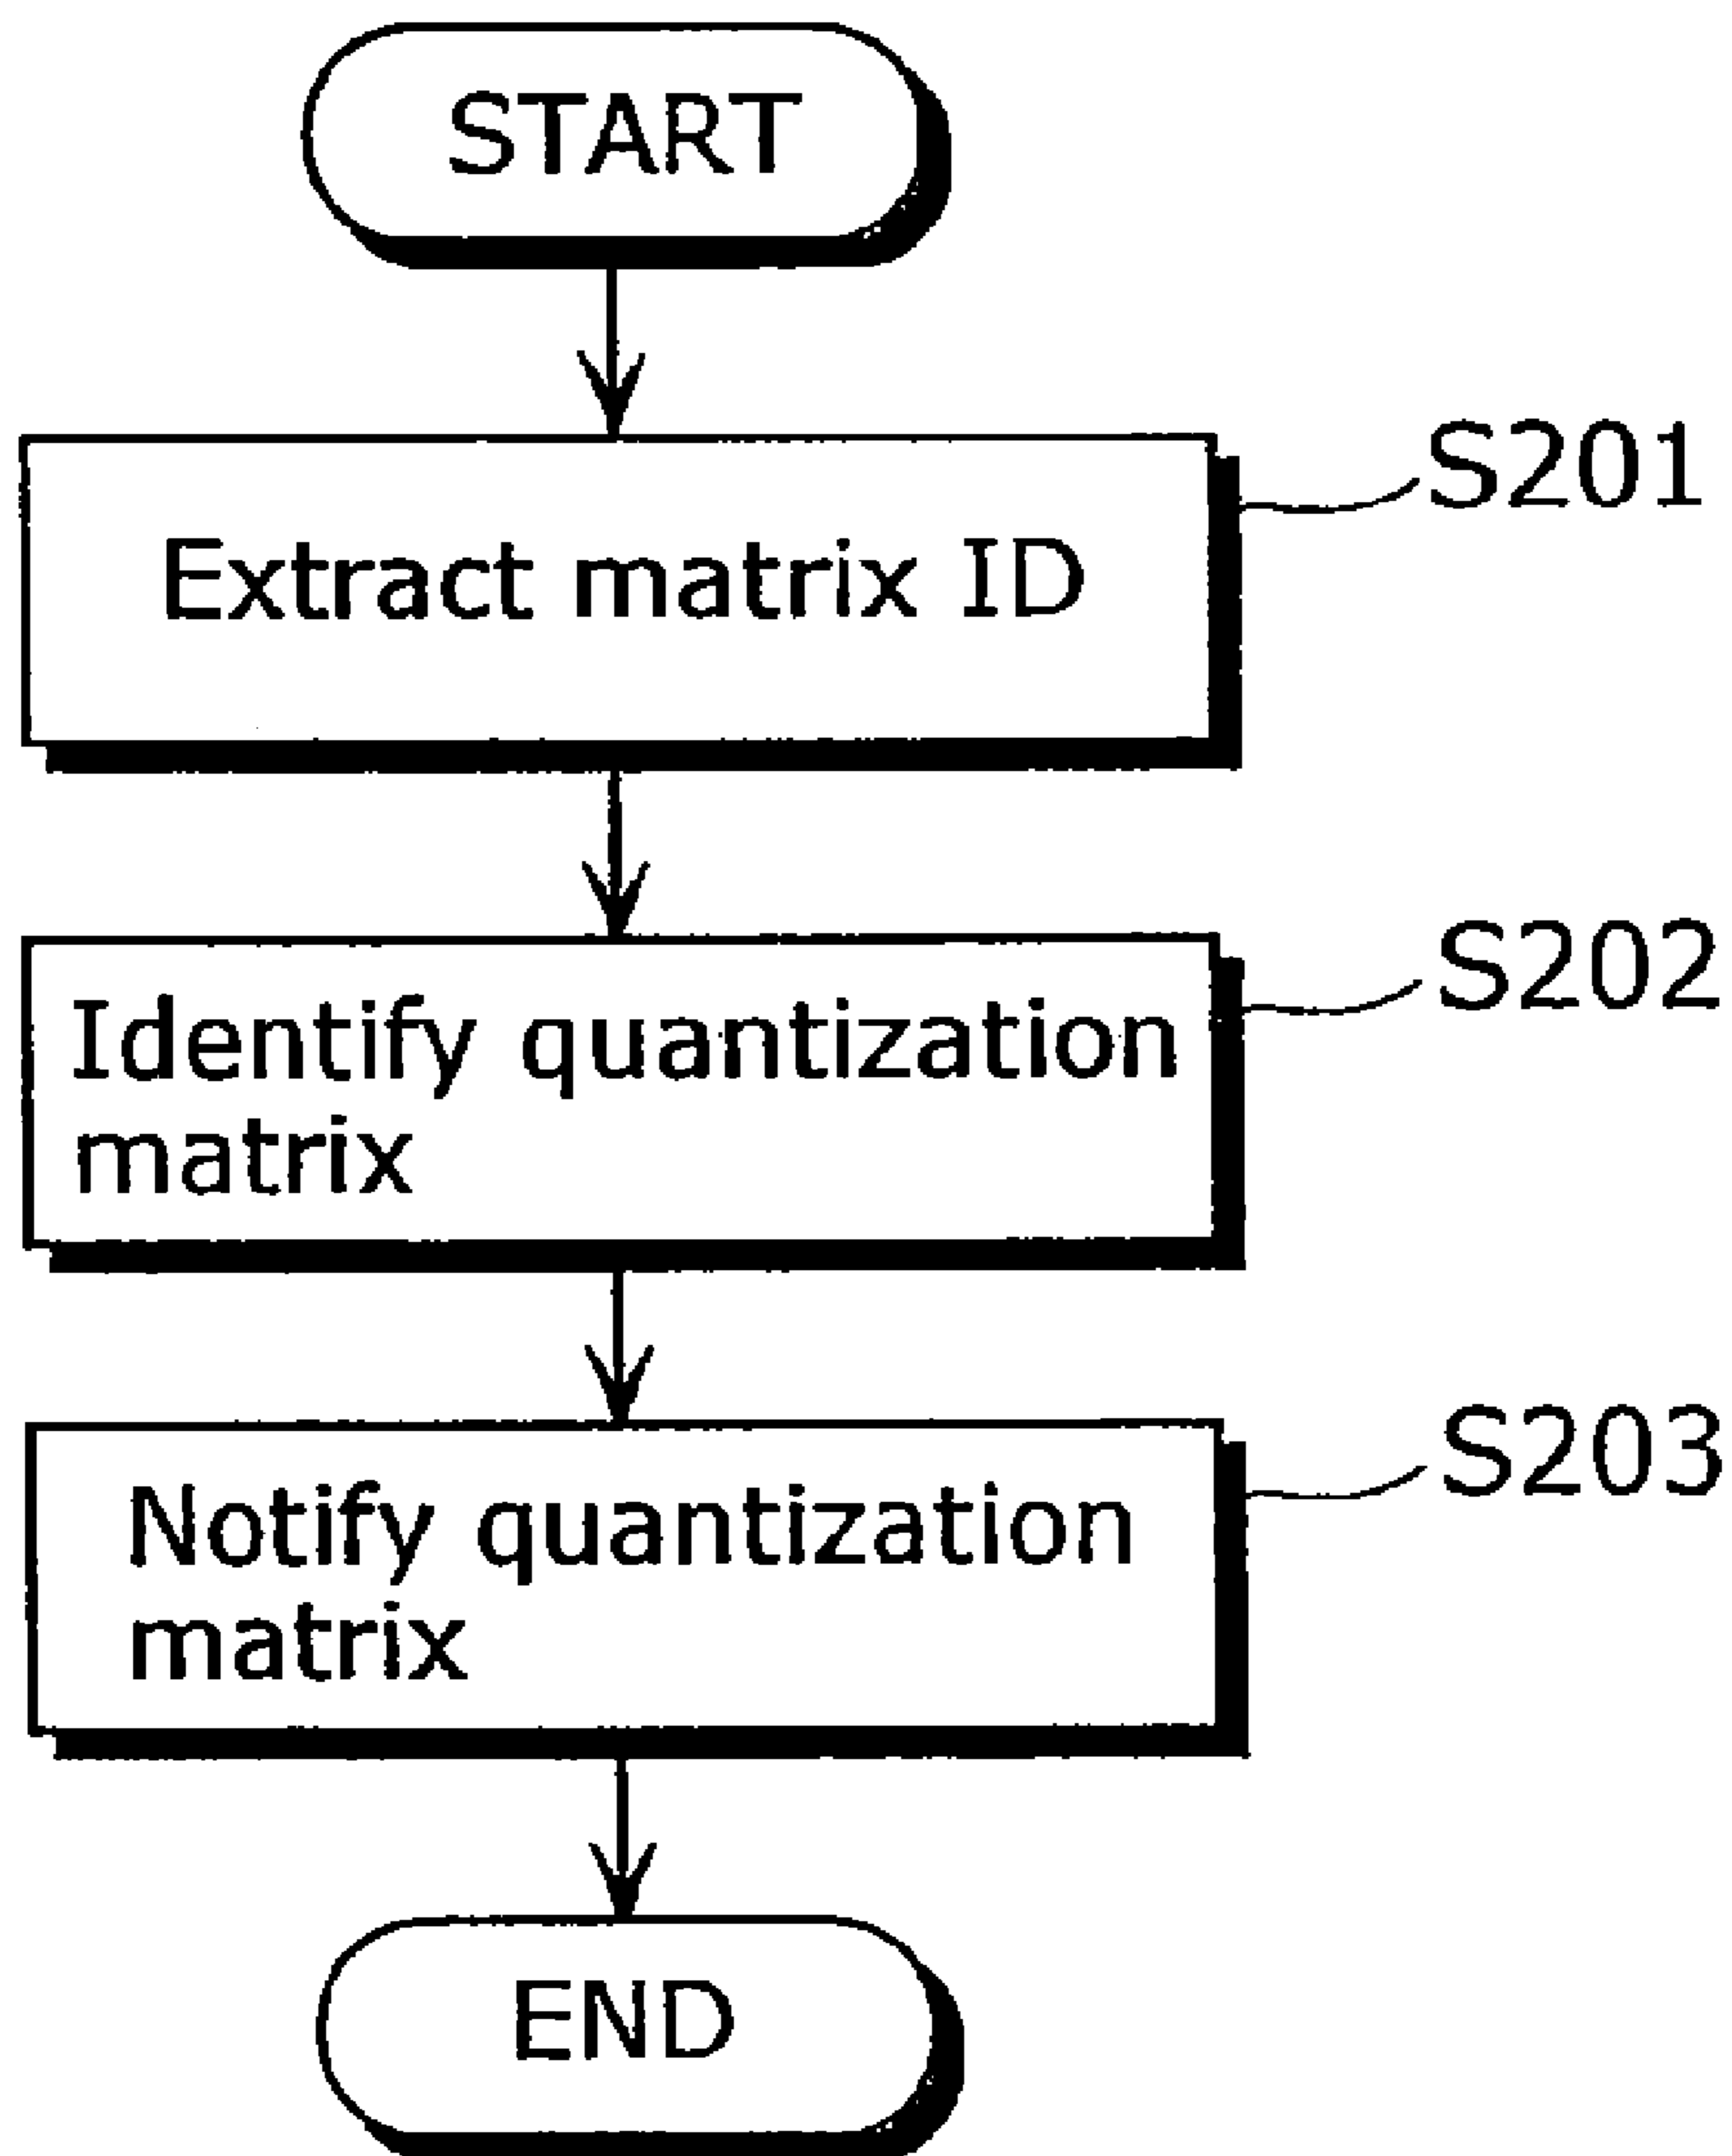 START
S201
Extract matrix ID
S202
Identify quantization
matrix
S203
Notify quantization
matrix
END